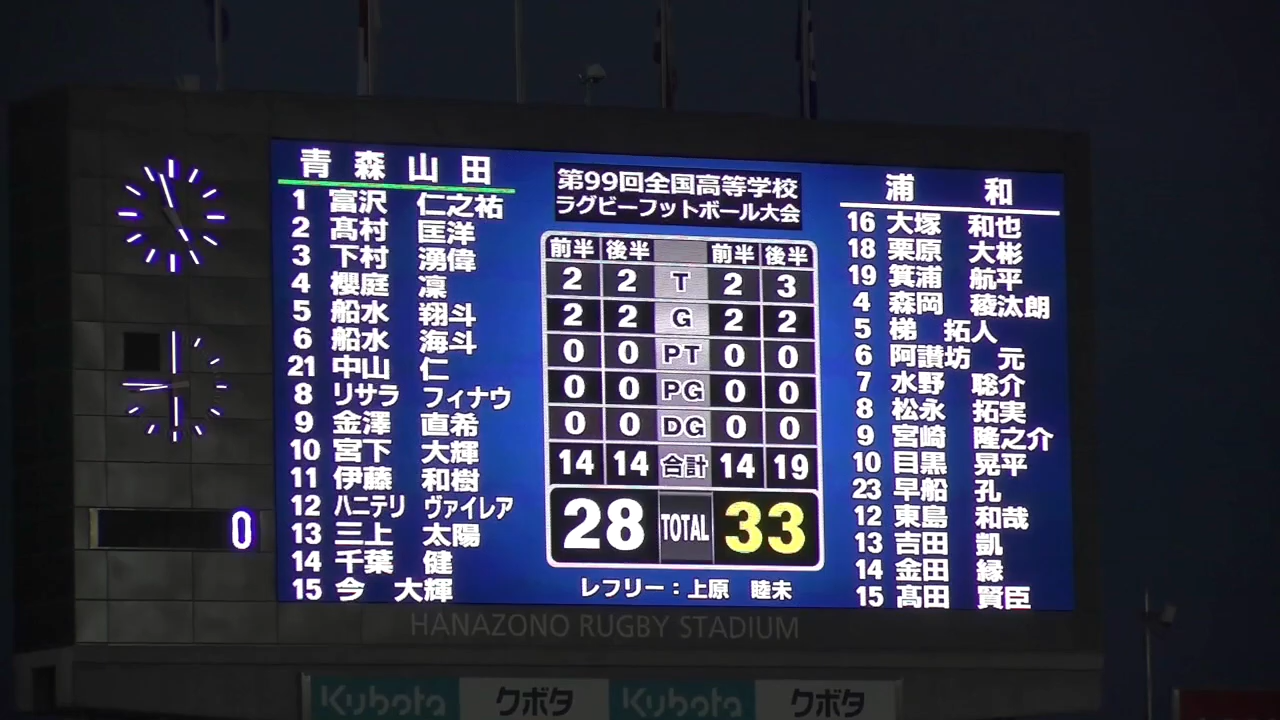 青森山田
1 富沢 仁之祐
2 髙村 匡洋
3 下村 湧偉
4 櫻庭 凜
5 船水 翔斗
6 船水 海斗
21 中山 仁
8 リサラ フィナウ
9 金澤 直希
10 宮下 大輝
11 伊藤 和樹
12 ハニテリ ヴァイレア
13 三上 太陽
14 千葉 健
15 今 大輝
第99回全国高等学校
ラグビーフットボール大会
前半 後半 前半 後半
2 2 T 2 3
2 2 G 2 2
0 0 PT 0 0
0 0 PG 0 0
0 0 DG 0 0
14 14 合計 14 19
28 TOTAL 33
レフリー：上原 睦未
浦和
16 大塚 和也
18 栗原 大彬
19 箕浦 航平
4 森岡 稜汰朗
5 梯 拓人
6 阿讃坊 元
7 水野 聡介
8 松永 拓実
9 宮崎 隆之介
10 目黒 晃平
23 早船 孔
12 東島 和哉
13 吉田 凱
14 金田 縁
15 髙田 賢臣
0
HANAZONO RUGBY STADIUM
Kubota クボタ Kubota クボタ